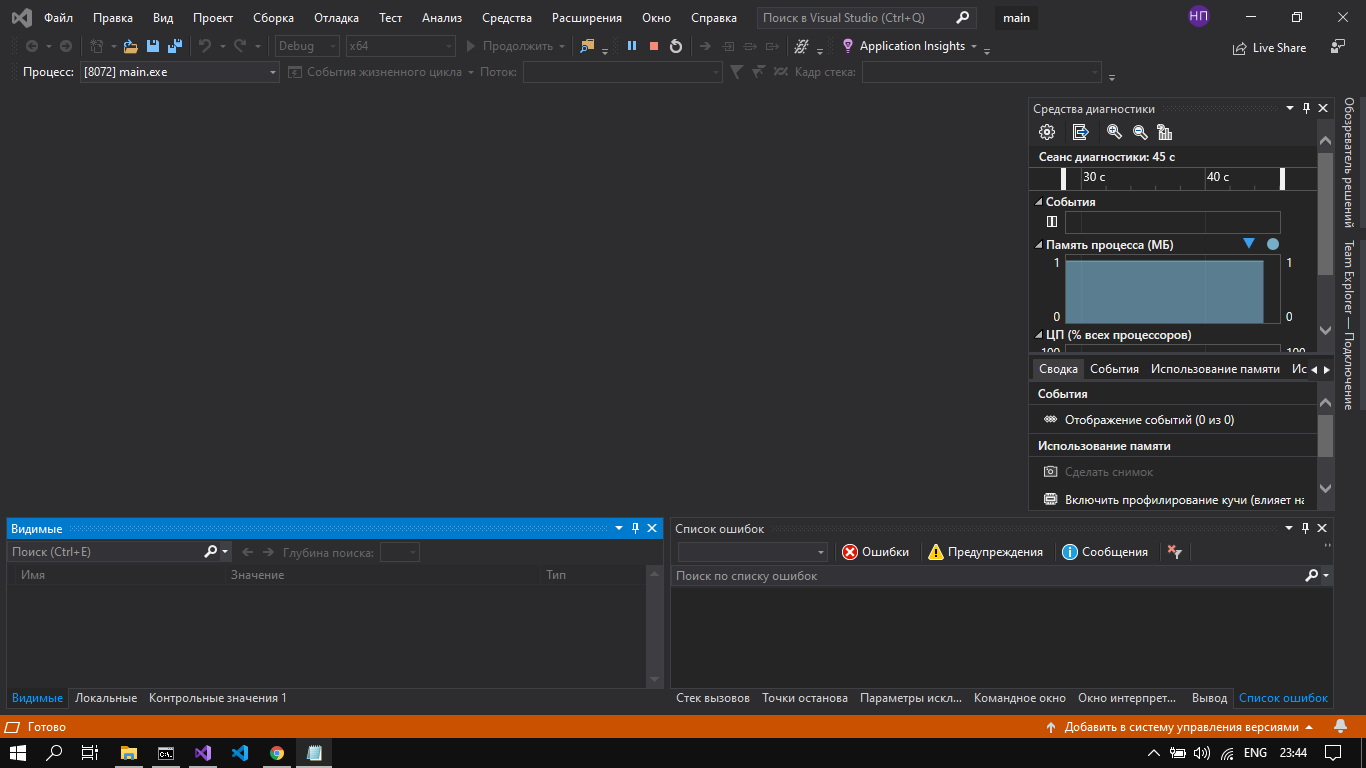 Файл Правка Вид Проект Сборка Отладка Тест Анализ Средства Расширения Окно Справка Поиск в Visual Studio (Ctrl+Q) main НП
Debug x64 Продолжить Application Insights Live Share
Процесс: [8072] main.exe События жизненного цикла Поток: Кадр стека:
Средства диагностики
Сеанс диагностики: 45 с
30 с 40 с
События
Память процесса (МБ)
1 1
0 0
ЦП (% всех процессоров)
100 100
Сводка События Использование памяти Ис
События
Отображение событий (0 из 0)
Использование памяти
Сделать снимок
Включить профилирование кучи (влияет на
Обозреватель решений
Team Explorer — Подключение
Видимые
Поиск (Ctrl+E) Глубина поиска:
Имя Значение Тип
Видимые Локальные Контрольные значения 1
Список ошибок
Ошибки Предупреждения Сообщения
Поиск по списку ошибок
Стек вызовов Точки останова Параметры искл... Командное окно Окно интерпрет... Вывод Список ошибок
Готово Добавить в систему управления версиями
ENG 23:44